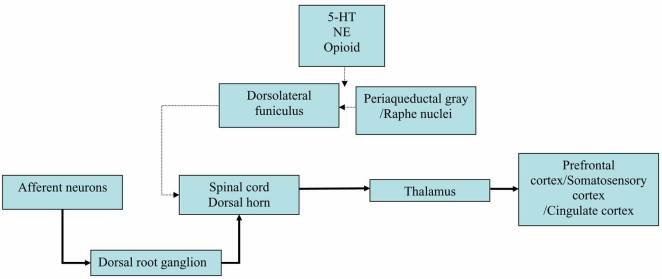 5-HT
NE
Opioid
Dorsolateral
funiculus
Periaqueductal gray
/Raphe nuclei
Afferent neurons
Spinal cord
Dorsal horn
Thalamus
Prefrontal
cortex/Somatosensory
cortex
/Cingulate cortex
Dorsal root ganglion